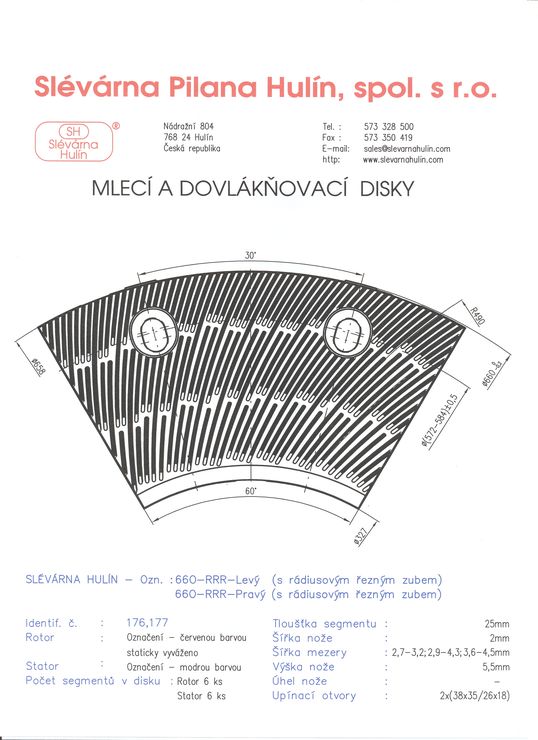 Slévárna Pilana Hulín, spol. s r.o.
SH
Slévárna
Hulín
®
Nádražní 804
768 24 Hulín
Česká republika
Tel. : 573 328 500
Fax : 573 350 419
E-mail: sales@slevarnahulin.com
http: www.slevarnahulin.com
MLECÍ A DOVLÁKŇOVACÍ DISKY
30°
R490
ø658
ø660
ø(572-584)±0,5
60°
ø327
SLÉVÁRNA HULÍN - Ozn. :660-RRR-Levý (s rádiusovým řezným zubem)
660-RRR-Pravý (s rádiusovým řezným zubem)
Identif. č. : 176,177
Rotor : Označení - červenou barvou
staticky vyváženo
Stator : Označení - modrou barvou
Počet segmentů v disku : Rotor 6 ks
Stator 6 ks
Tloušťka segmentu : 25mm
Šířka nože : 2mm
Šířka mezery : 2,7-3,2;2,9-4,3;3,6-4,5mm
Výška nože : 5,5mm
Úhel nože : -
Upínací otvory : 2x(38x35/26x18)